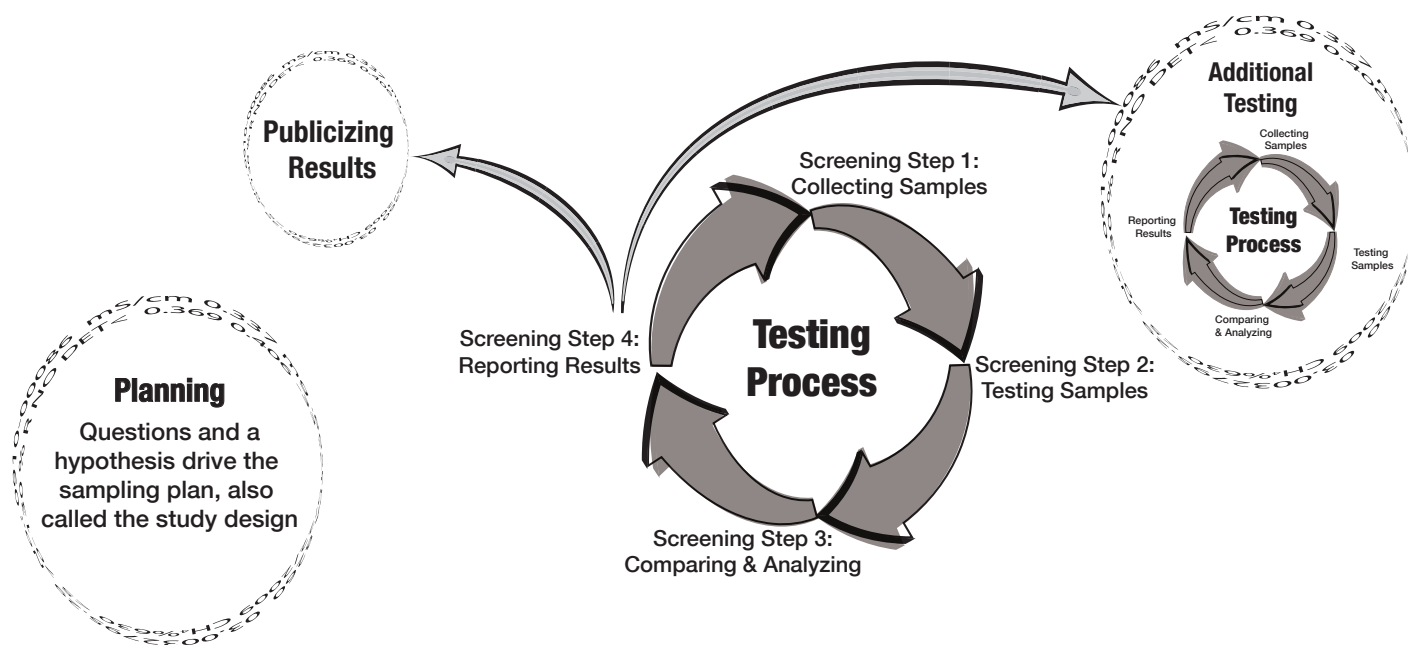 Publicizing
Results
Planning
Questions and a
hypothesis drive the
sampling plan, also
called the study design
Screening Step 1:
Collecting Samples
Screening Step 2:
Testing Samples
Screening Step 3:
Comparing & Analyzing
Screening Step 4:
Reporting Results
Testing
Process
Additional
Testing
Collecting
Samples
Testing
Samples
Comparing
& Analyzing
Reporting
Results
Testing
Process